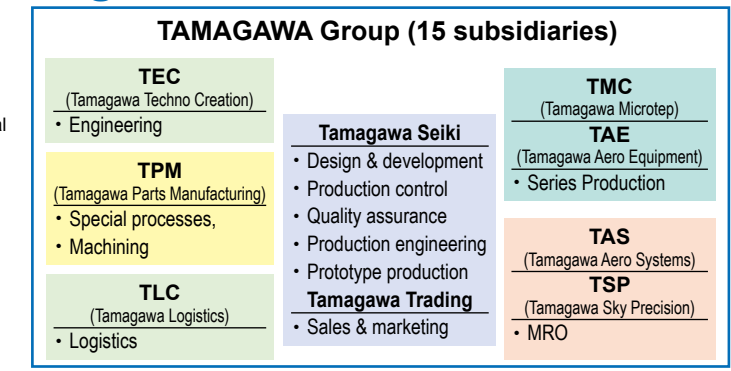 TAMAGAWA Group (15 subsidiaries)
TEC
(Tamagawa Techno Creation)
・Engineering
TPM
(Tamagawa Parts Manufacturing)
・Special processes,
・Machining
TLC
(Tamagawa Logistics)
・Logistics
Tamagawa Seiki
・Design & development
・Production control
・Quality assurance
・Production engineering
・Prototype production
Tamagawa Trading
・Sales & marketing
TMC
(Tamagawa Microtep)
TAE
(Tamagawa Aero Equipment)
・Series Production
TAS
(Tamagawa Aero Systems)
TSP
(Tamagawa Sky Precision)
・MRO